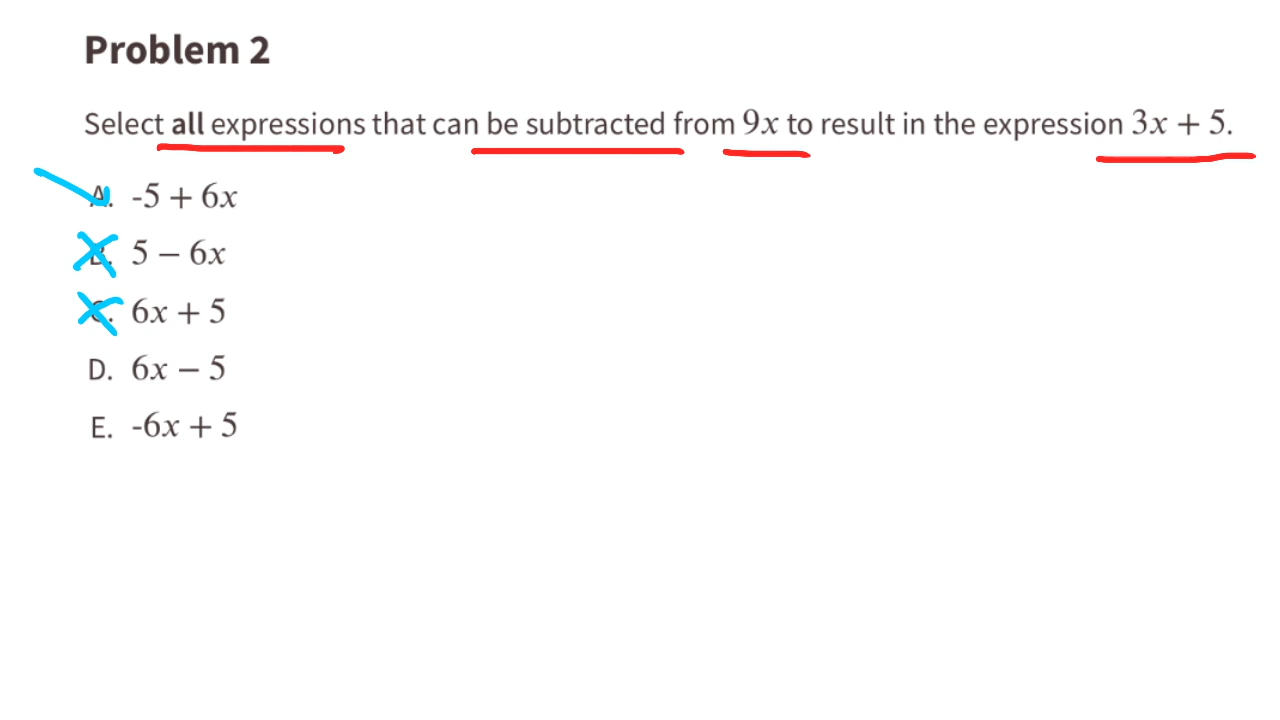 Problem 2
Select all expressions that can be subtracted from 9x to result in the expression 3x + 5.
A. -5 + 6x
B. 5 − 6x
C. 6x + 5
D. 6x − 5
E. -6x + 5